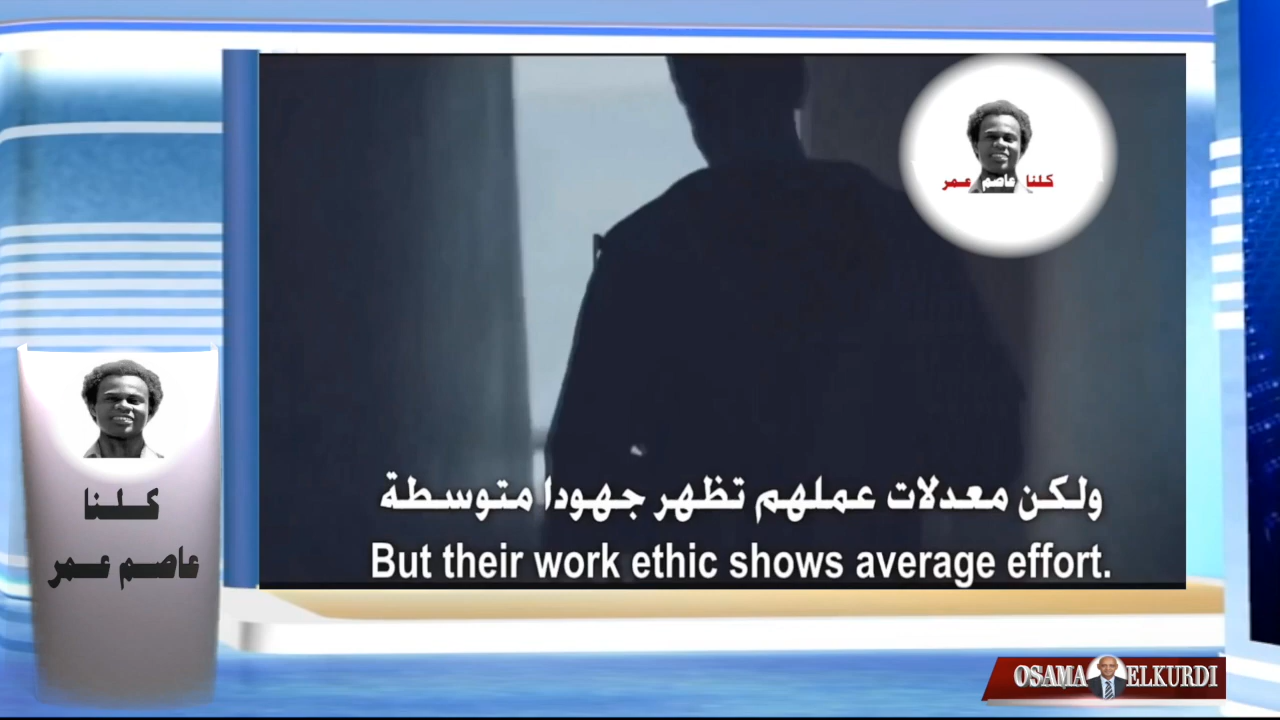 كلنا عاصم عمر
كلنا
عاصم عمر
ولكن معدلات عملهم تظهر جهودا متوسطة
But their work ethic shows average effort.
OSAMA ELKURDI